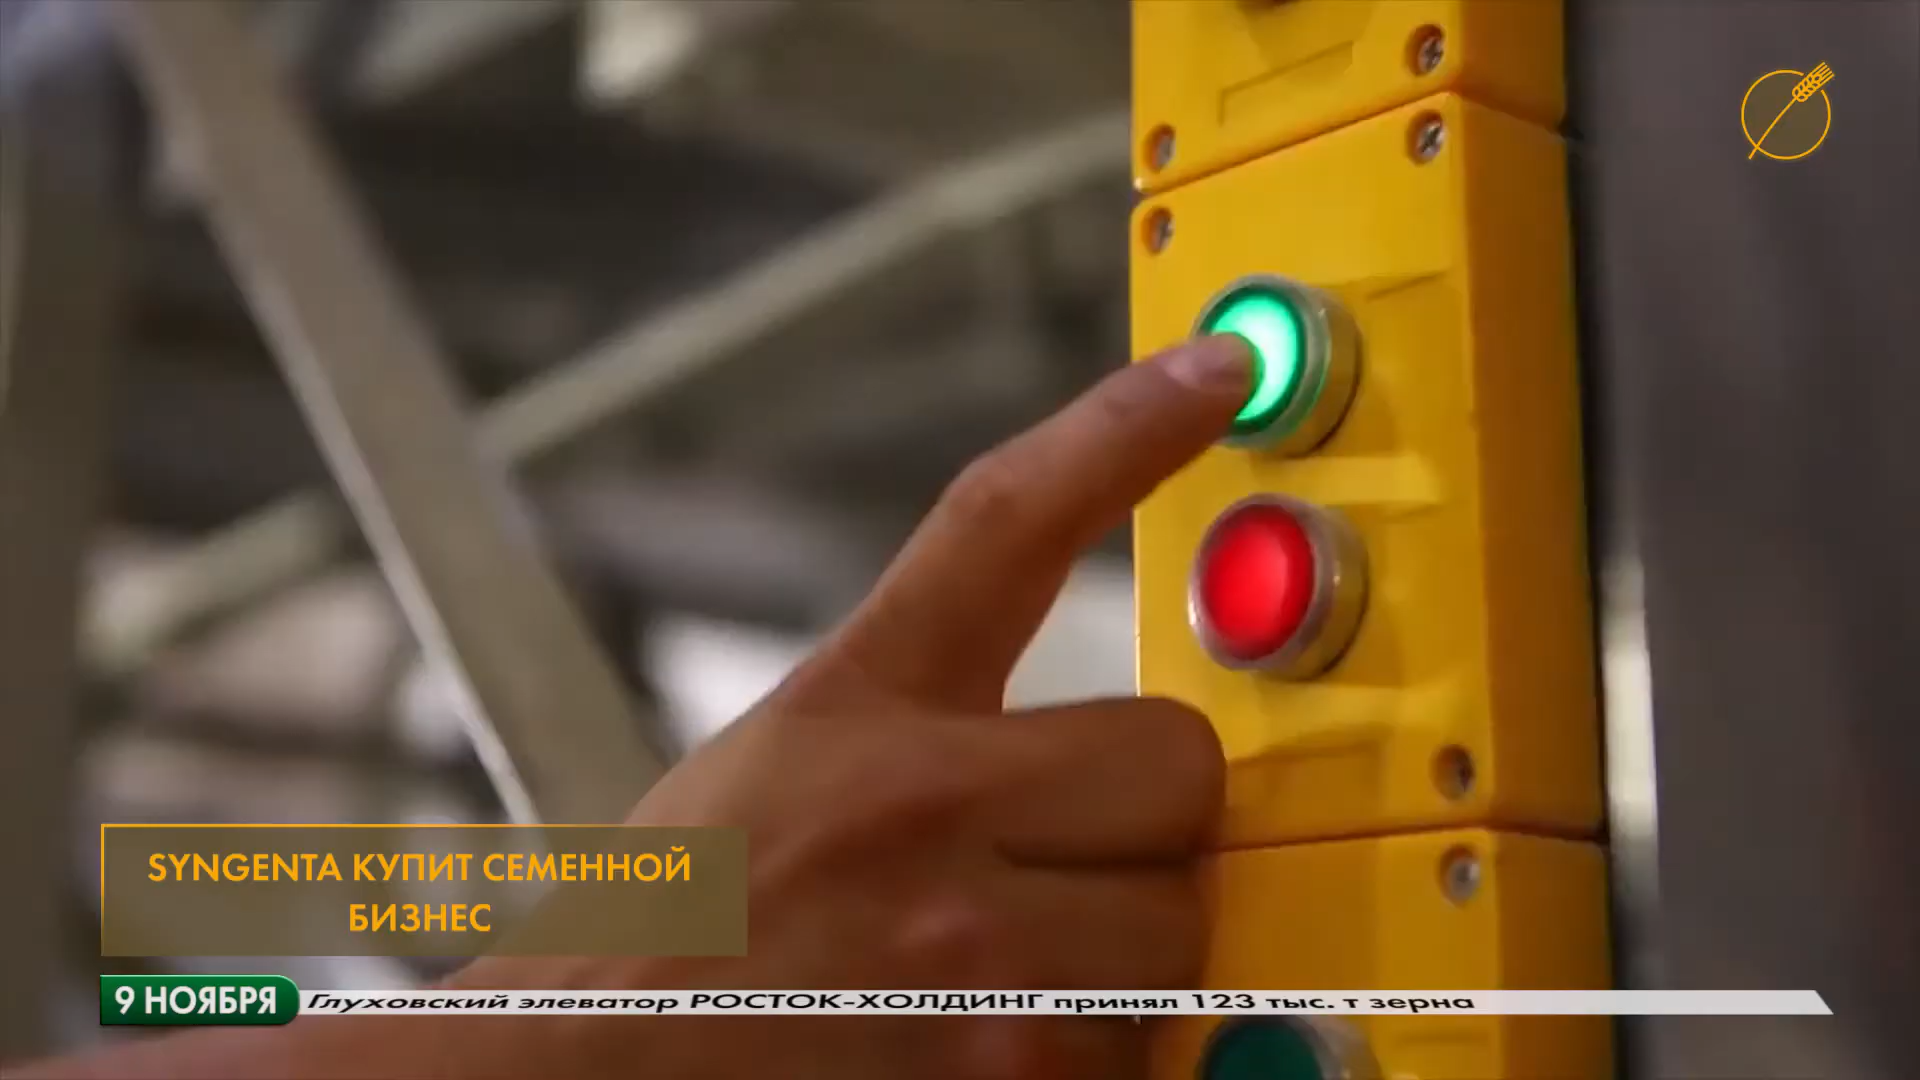 SYNGENTA КУПИТ СЕМЕННОЙ
БИЗНЕС
9 НОЯБРЯ
Глуховский элеватор РОСТОК-ХОЛДИНГ принял 123 тыс. т зерна